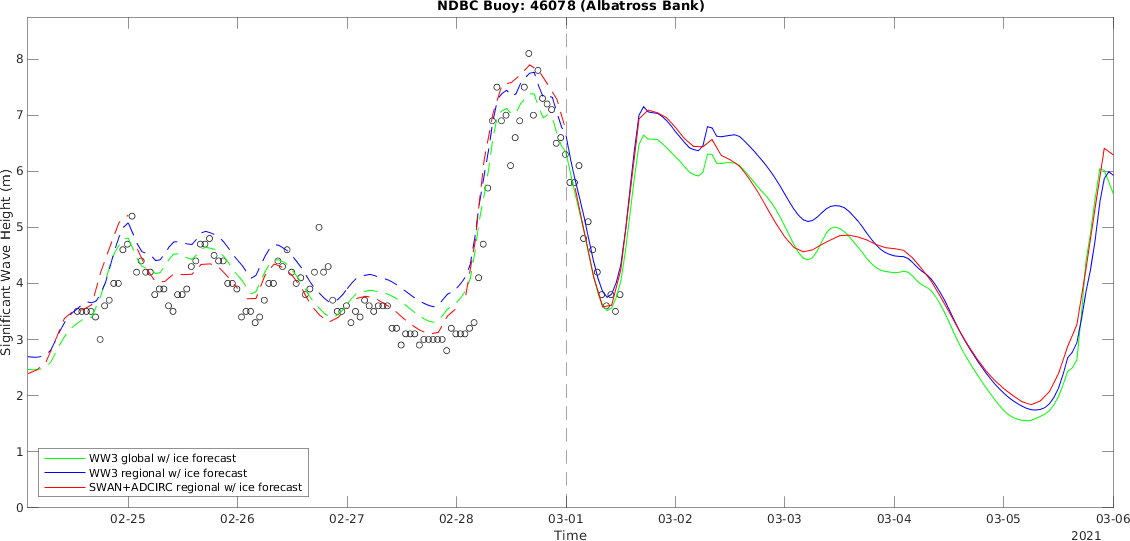 NDBC Buoy: 46078 (Albatross Bank)
Significant Wave Height (m)
8
7
6
5
4
3
2
1
0
WW3 global w/ ice forecast
WW3 regional w/ ice forecast
SWAN+ADCIRC regional w/ ice forecast
02-25 02-26 02-27 02-28 03-01 03-02 03-03 03-04 03-05 03-06
Time
2021